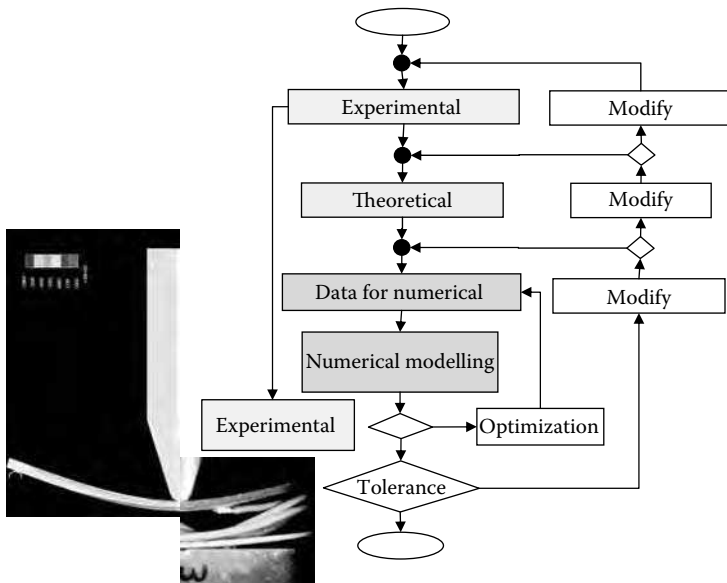 Experimental
Modify
Theoretical
Modify
Data for numerical
Modify
Numerical modelling
Experimental
Optimization
Tolerance